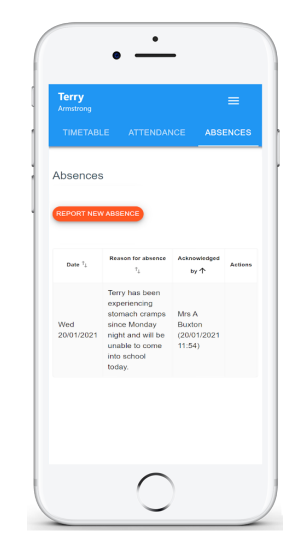 Terry
Armstrong
TIMETABLE ATTENDANCE ABSENCES
Absences
REPORT NEW ABSENCE
Date ↑↓ Reason for absence ↑↓ Acknowledged by ↑ Actions
Terry has been
experiencing
stomach cramps
since Monday
night and will be
unable to come
into school
today.
Wed
20/01/2021
Mrs A
Buxton
(20/01/2021
11:54)